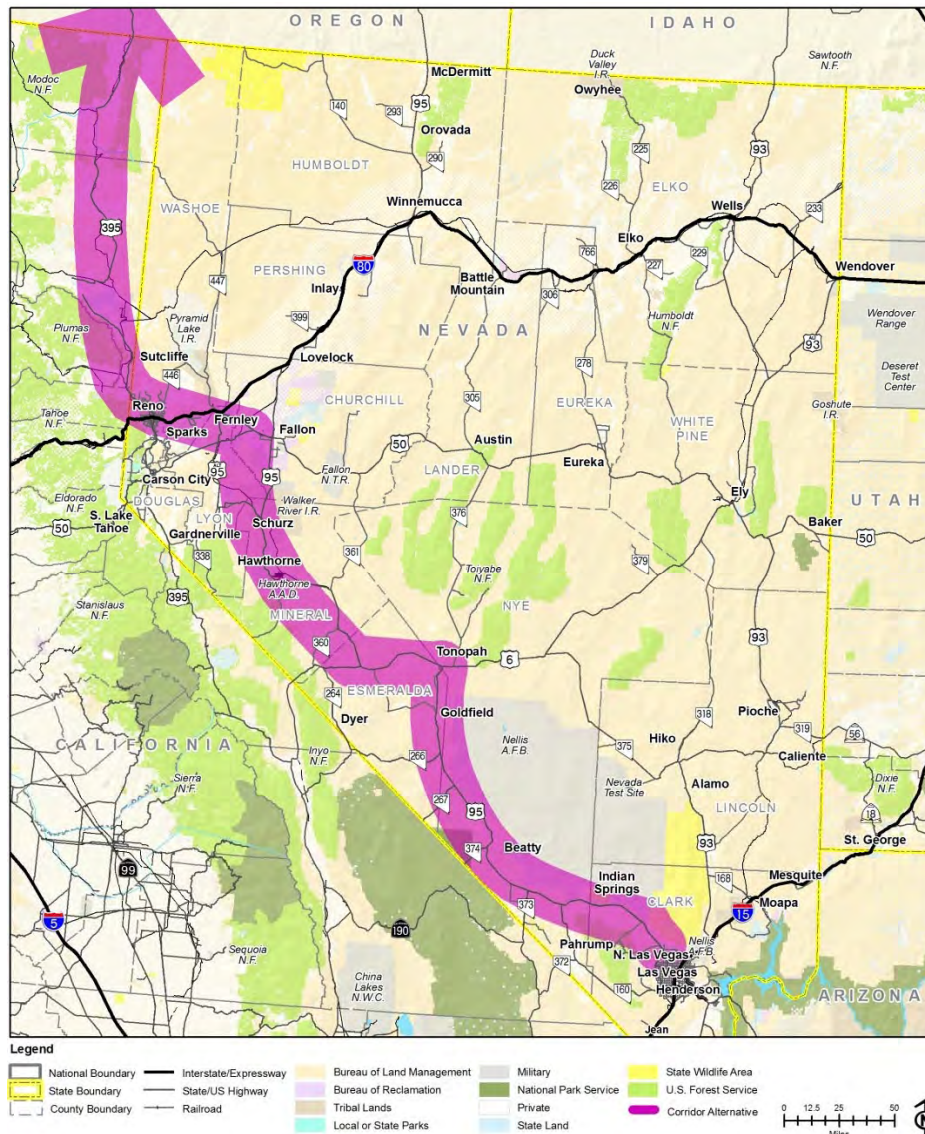 OREGON
IDAHO
Modoc
N.F.
McDermitt
Duck
Valley
I.R.
Sawtooth
N.F.
Owyhee
140
293
95
Orovada
290
225
93
HUMBOLDT
226
ELKO
WASHOE
Winnemucca
Wells
233
395
Elko
PERSHING
80
766
229
447
Inlay
Battle
Mountain
306
227
Wendover
399
NEVADA
Humboldt
N.F.
Wendover
Range
Plumas
N.F.
Pyramid
Lake
I.R.
Sutcliffe
Lovelock
278
93
Deseret
Test
Center
446
CHURCHILL
305
EUREKA
Goshute
I.R.
Tahoe
N.F.
Reno
Fernley
WHITE
PINE
Sparks
Fallon
50
Austin
95
95
Fallon
N.T.R.
LANDER
Eureka
Carson City
Ely
UTAH
Eldorado
N.F.
DOUGLAS
Walker
River I.R.
376
S. Lake
Tahoe
LYON
Schurz
Baker
50
Gardnerville
50
338
361
Hawthorne
Toiyabe
N.F.
379
Hawthorne
A.A.D.
395
Stanislaus
N.F.
MINERAL
NYE
93
360
Tonopah
6
ESMERALDA
264
Goldfield
Pioche
Dyer
318
319
56
CALIFORNIA
Nellis
A.F.B.
375
Hiko
Caliente
Inyo
N.F.
266
Sierra
N.F.
Nevada
Test Site
Alamo
Dixie
N.F.
267
95
LINCOLN
18
374
Beatty
93
St. George
99
Indian
Springs
168
Mesquite
CLARK
Moapa
5
373
15
190
Pahrump
N. Las Vegas
Nellis
A.F.B.
Sequoia
N.F.
372
Las Vegas
China
Lakes
N.W.C.
160
Henderson
ARIZONA
Jean
Legend
National Boundary
Interstate/Expressway
Bureau of Land Management
Military
State Wildlife Area
State Boundary
State/US Highway
Bureau of Reclamation
National Park Service
U.S. Forest Service
County Boundary
Railroad
Tribal Lands
Private
Corridor Alternative
Local or State Parks
State Land
0 12.5 25 50
Miles
N